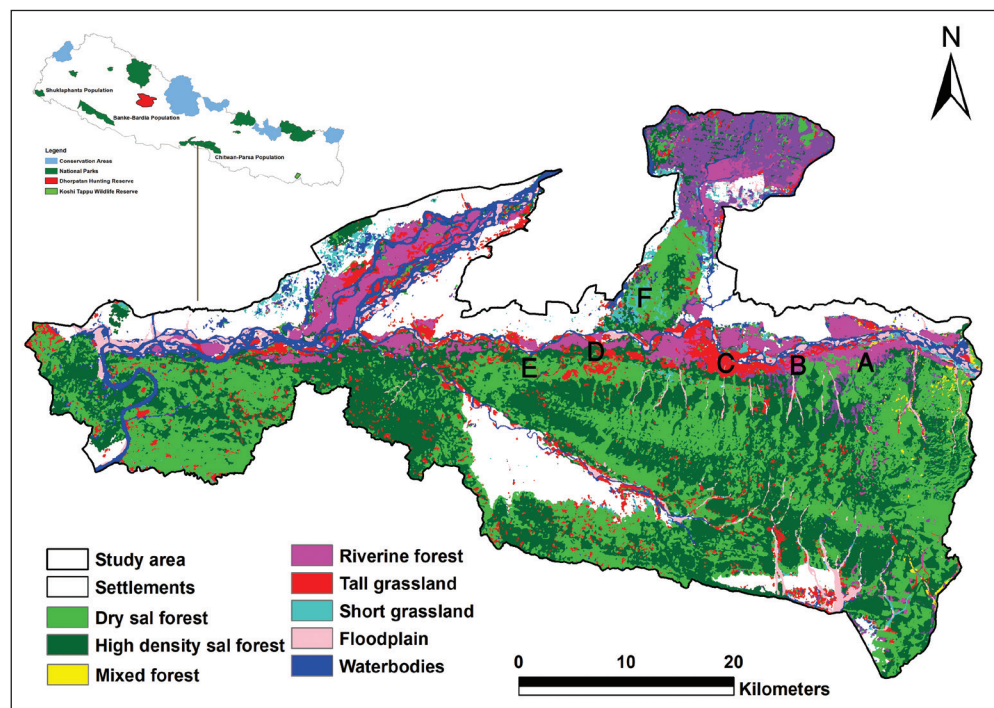 N
Shuklaphanta Population
Banke-Bardia Population
Chitwan-Parsa Population
Legend
Conservation Areas
National Parks
Dhorpatan Hunting Reserve
Koshi Tappu Wildlife Reserve
F
E
D
C
B
A
Study area
Settlements
Dry sal forest
High density sal forest
Mixed forest
Riverine forest
Tall grassland
Short grassland
Floodplain
Waterbodies
0 10 20
Kilometers